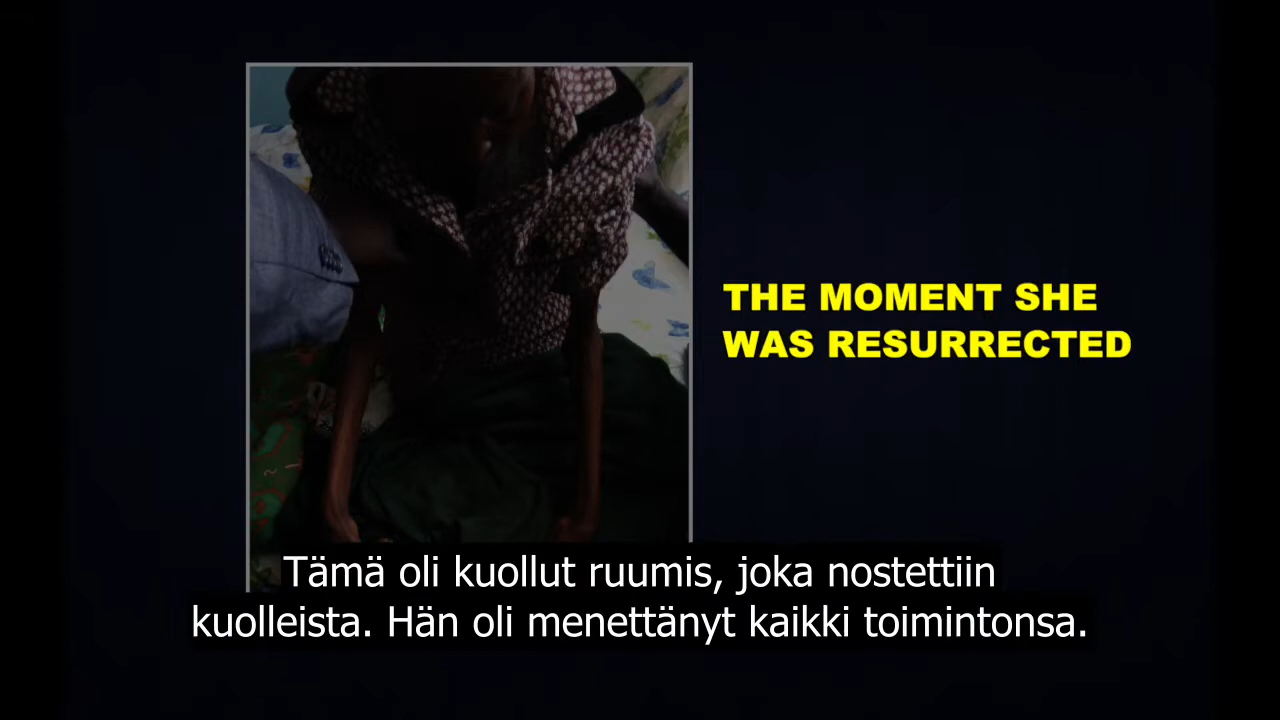 THE MOMENT SHE
WAS RESURRECTED
Tämä oli kuollut ruumis, joka nostettiin
kuolleista. Hän oli menettänyt kaikki toimintonsa.